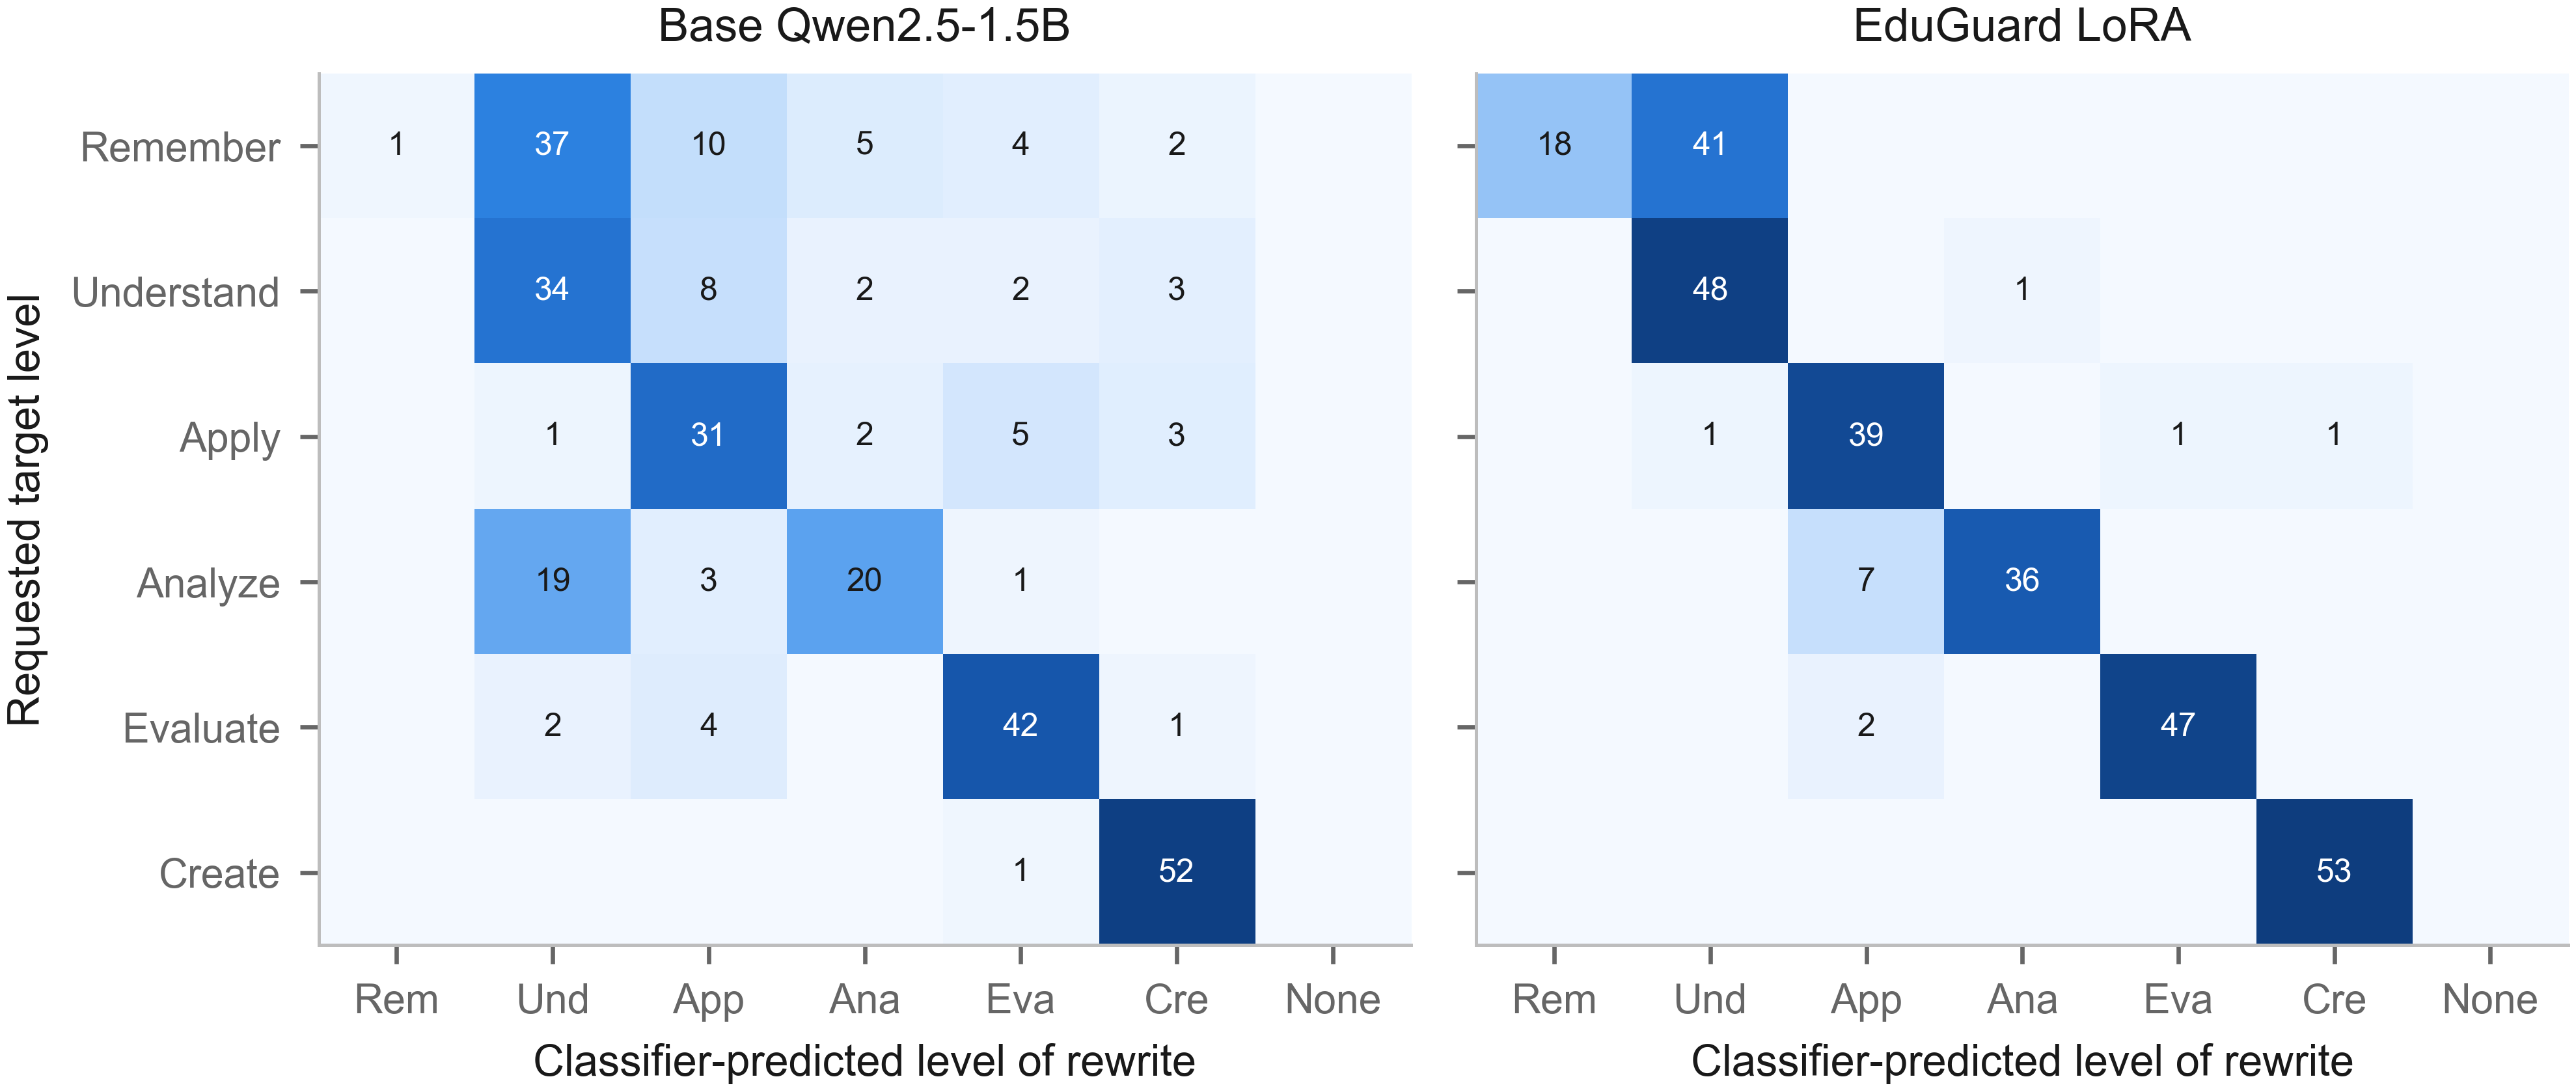 Base Qwen2.5-1.5B
EduGuard LoRA
Requested target level
Remember 1 37 10 5 4 2 18 41
Understand 34 8 2 2 3 48 1
Apply 1 31 2 5 3 1 39 1 1
Analyze 19 3 20 1 7 36
Evaluate 2 4 42 1 2 47
Create 1 52 53
Rem Und App Ana Eva Cre None
Rem Und App Ana Eva Cre None
Classifier-predicted level of rewrite
Classifier-predicted level of rewrite